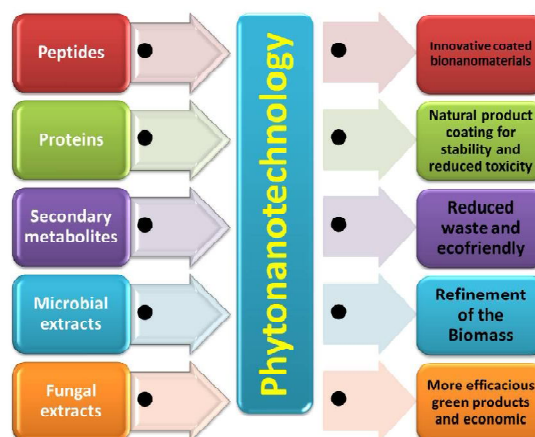 Peptides
Proteins
Secondary
metabolites
Microbial
extracts
Fungal
extracts
Phytonanotechnology
Innovative coated
bionanomaterials
Natural product
coating for
stability and
reduced toxicity
Reduced
waste and
ecofriendly
Refinement
of the
Biomass
More efficacious
green products
and economic